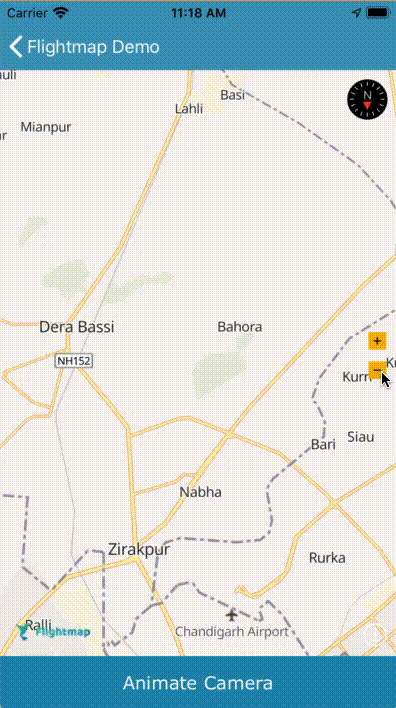 Carrier 11:18 AM
Flightmap Demo
Basi
Lahli
Mianpur
N
Dera Bassi
Bahora
NH152
+
−
Kurr
Siau
Bari
Nabha
Zirakpur
Rurka
Ralli
Flightmap
Chandigarh Airport
Animate Camera